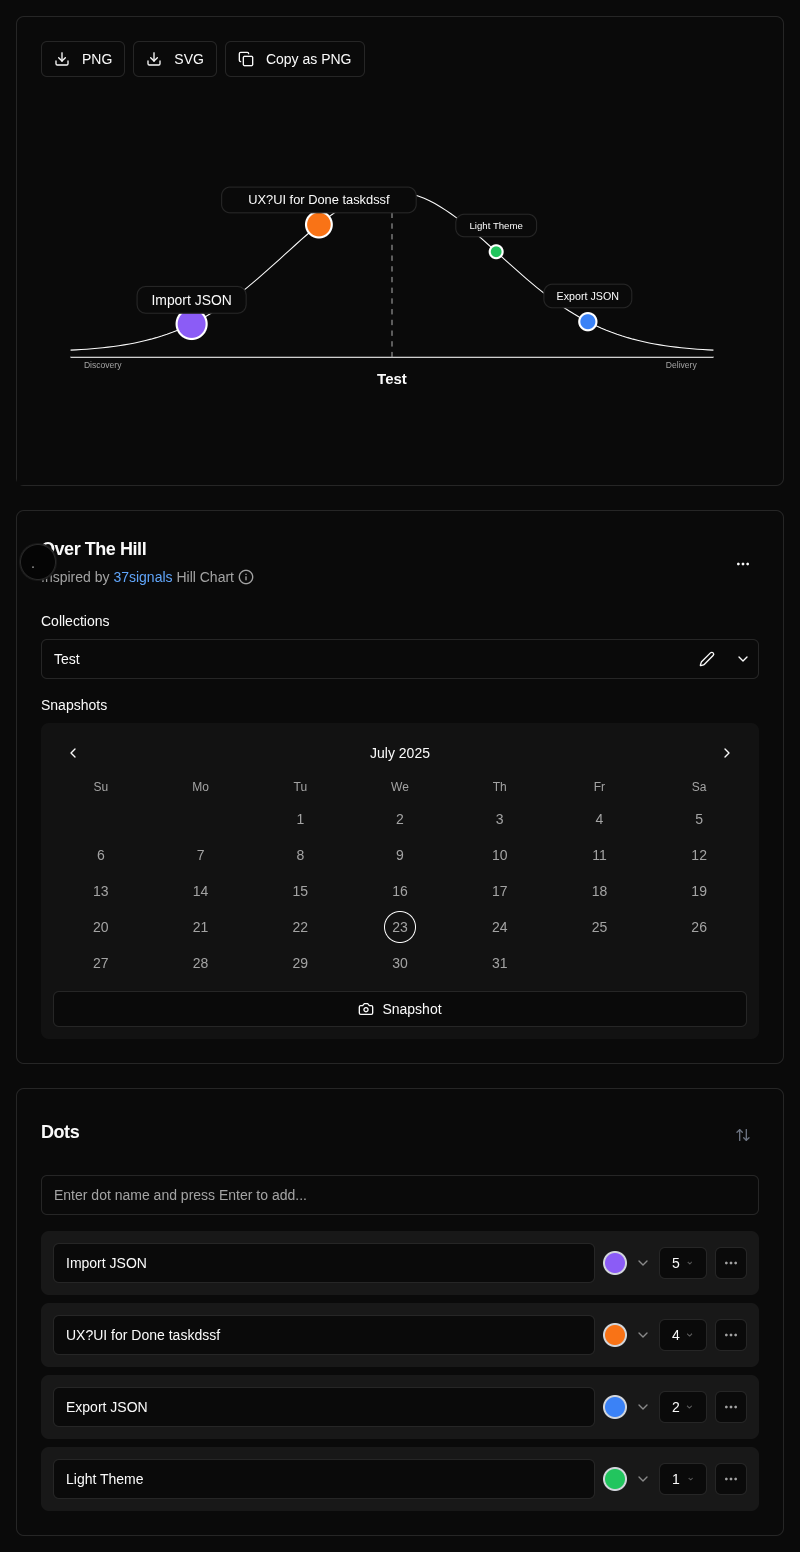 PNG
SVG
Copy as PNG
UX?UI for Done taskdssf
Light Theme
Import JSON
Export JSON
Discovery
Delivery
Test
Over The Hill
Inspired by 37signals Hill Chart
Collections
Test
Snapshots
July 2025
Su Mo Tu We Th Fr Sa
1 2 3 4 5
6 7 8 9 10 11 12
13 14 15 16 17 18 19
20 21 22 23 24 25 26
27 28 29 30 31
Snapshot
Dots
Enter dot name and press Enter to add...
Import JSON 5
UX?UI for Done taskdssf 4
Export JSON 2
Light Theme 1